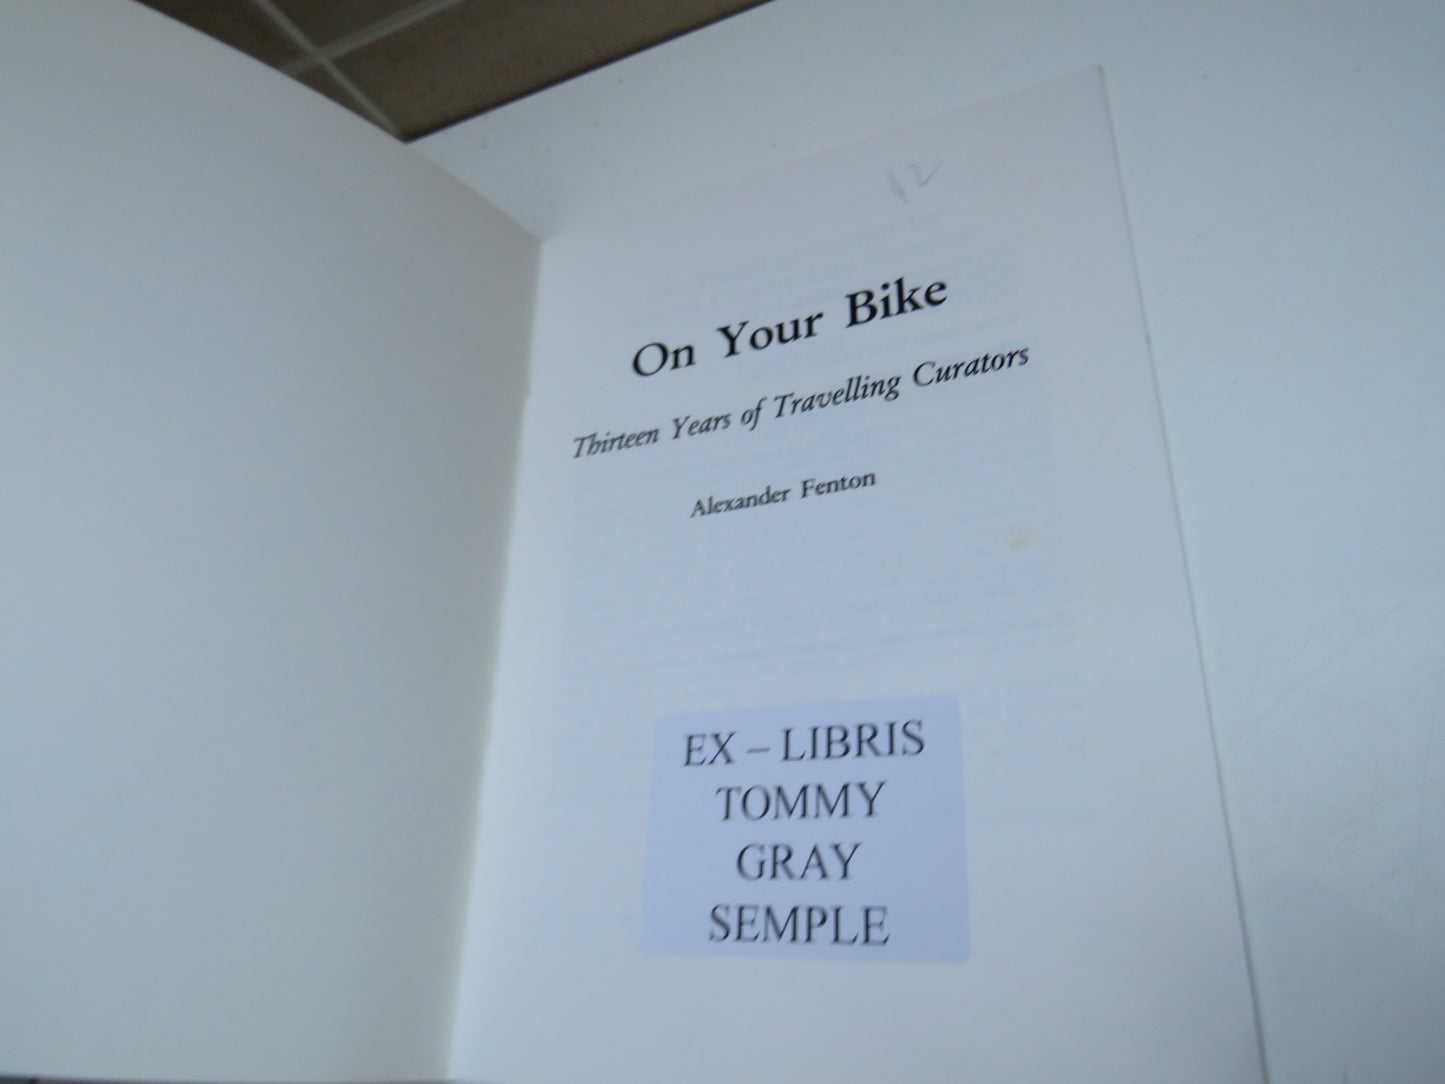 12
On Your Bike
Thirteen Years of Travelling Curators
Alexander Fenton
EX – LIBRIS
TOMMY
GRAY
SEMPLE